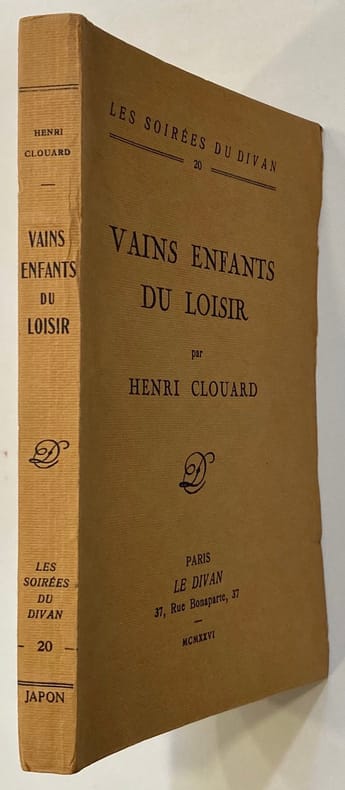 HENRI
CLOUARD
VAINS
ENFANTS
DU
LOISIR
D
LES
SOIRÉES
DU
DIVAN
20
JAPON
LES SOIRÉES DU DIVAN
20
VAINS ENFANTS
DU LOISIR
par
HENRI CLOUARD
D
PARIS
LE DIVAN
37, Rue Bonaparte, 37
MCMXXVI